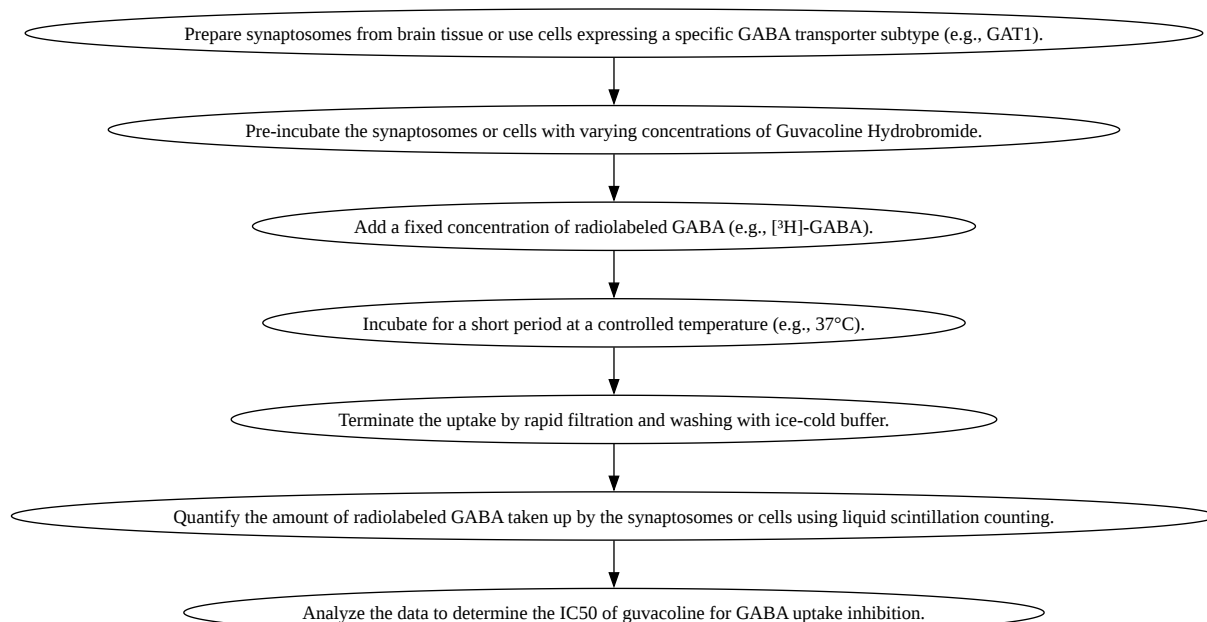 Prepare synaptosomes from brain tissue or use cells expressing a specific GABA transporter subtype (e.g., GAT1).
Pre-incubate the synaptosomes or cells with varying concentrations of Guvacoline Hydrobromide.
Add a fixed concentration of radiolabeled GABA (e.g., [³H]-GABA).
Incubate for a short period at a controlled temperature (e.g., 37°C).
Terminate the uptake by rapid filtration and washing with ice-cold buffer.
Quantify the amount of radiolabeled GABA taken up by the synaptosomes or cells using liquid scintillation counting.
Analyze the data to determine the IC50 of guvacoline for GABA uptake inhibition.